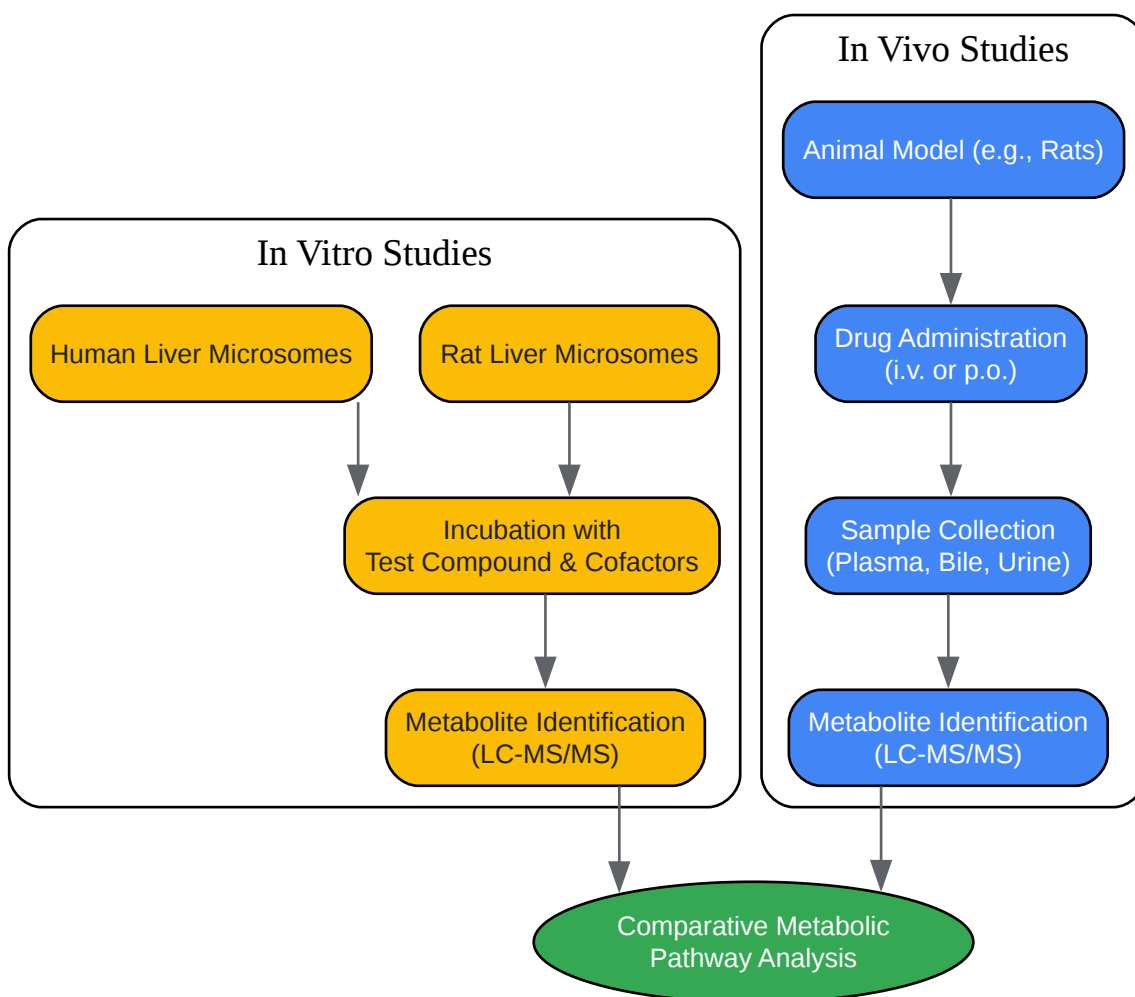 In Vitro Studies
Human Liver Microsomes
Rat Liver Microsomes
Incubation with
Test Compound & Cofactors
Metabolite Identification
(LC-MS/MS)
In Vivo Studies
Animal Model (e.g., Rats)
Drug Administration
(i.v. or p.o.)
Sample Collection
(Plasma, Bile, Urine)
Metabolite Identification
(LC-MS/MS)
Comparative Metabolic
Pathway Analysis